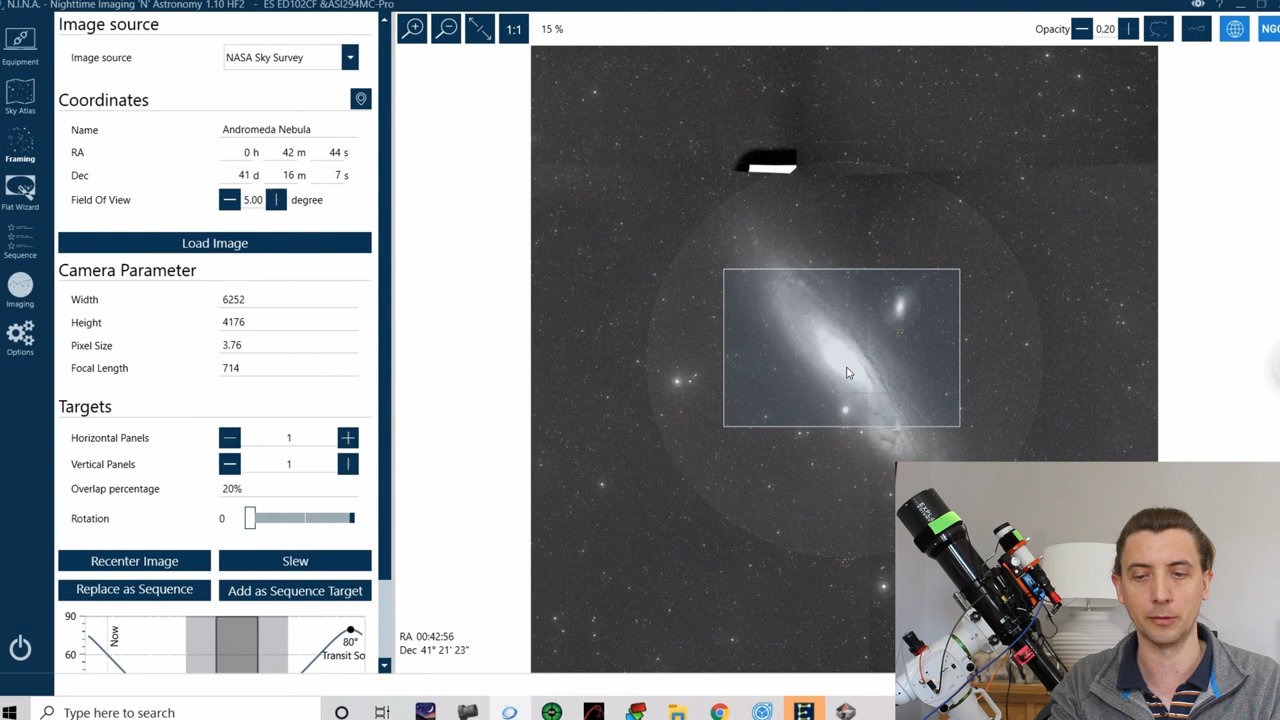 N.I.N.A. - Nighttime Imaging 'N' Astronomy 1.10 HF2 - ES ED102CF &ASI294MC-Pro
Equipment
Sky Atlas
Framing
Flat Wizard
Sequence
Imaging
Options
Image source
Image source NASA Sky Survey
Coordinates
Name Andromeda Nebula
RA 0 h 42 m 44 s
Dec 41 d 16 m 7 s
Field Of View 5.00 degree
Load Image
Camera Parameter
Width 6252
Height 4176
Pixel Size 3.76
Focal Length 714
Targets
Horizontal Panels 1
Vertical Panels 1
Overlap percentage 20%
Rotation 0
Recenter Image Slew
Replace as Sequence Add as Sequence Target
90
60
Now
80°
Transit So
1:1 15 % Opacity 0.20 NGC
RA 00:42:56
Dec 41° 21' 23"
Type here to search